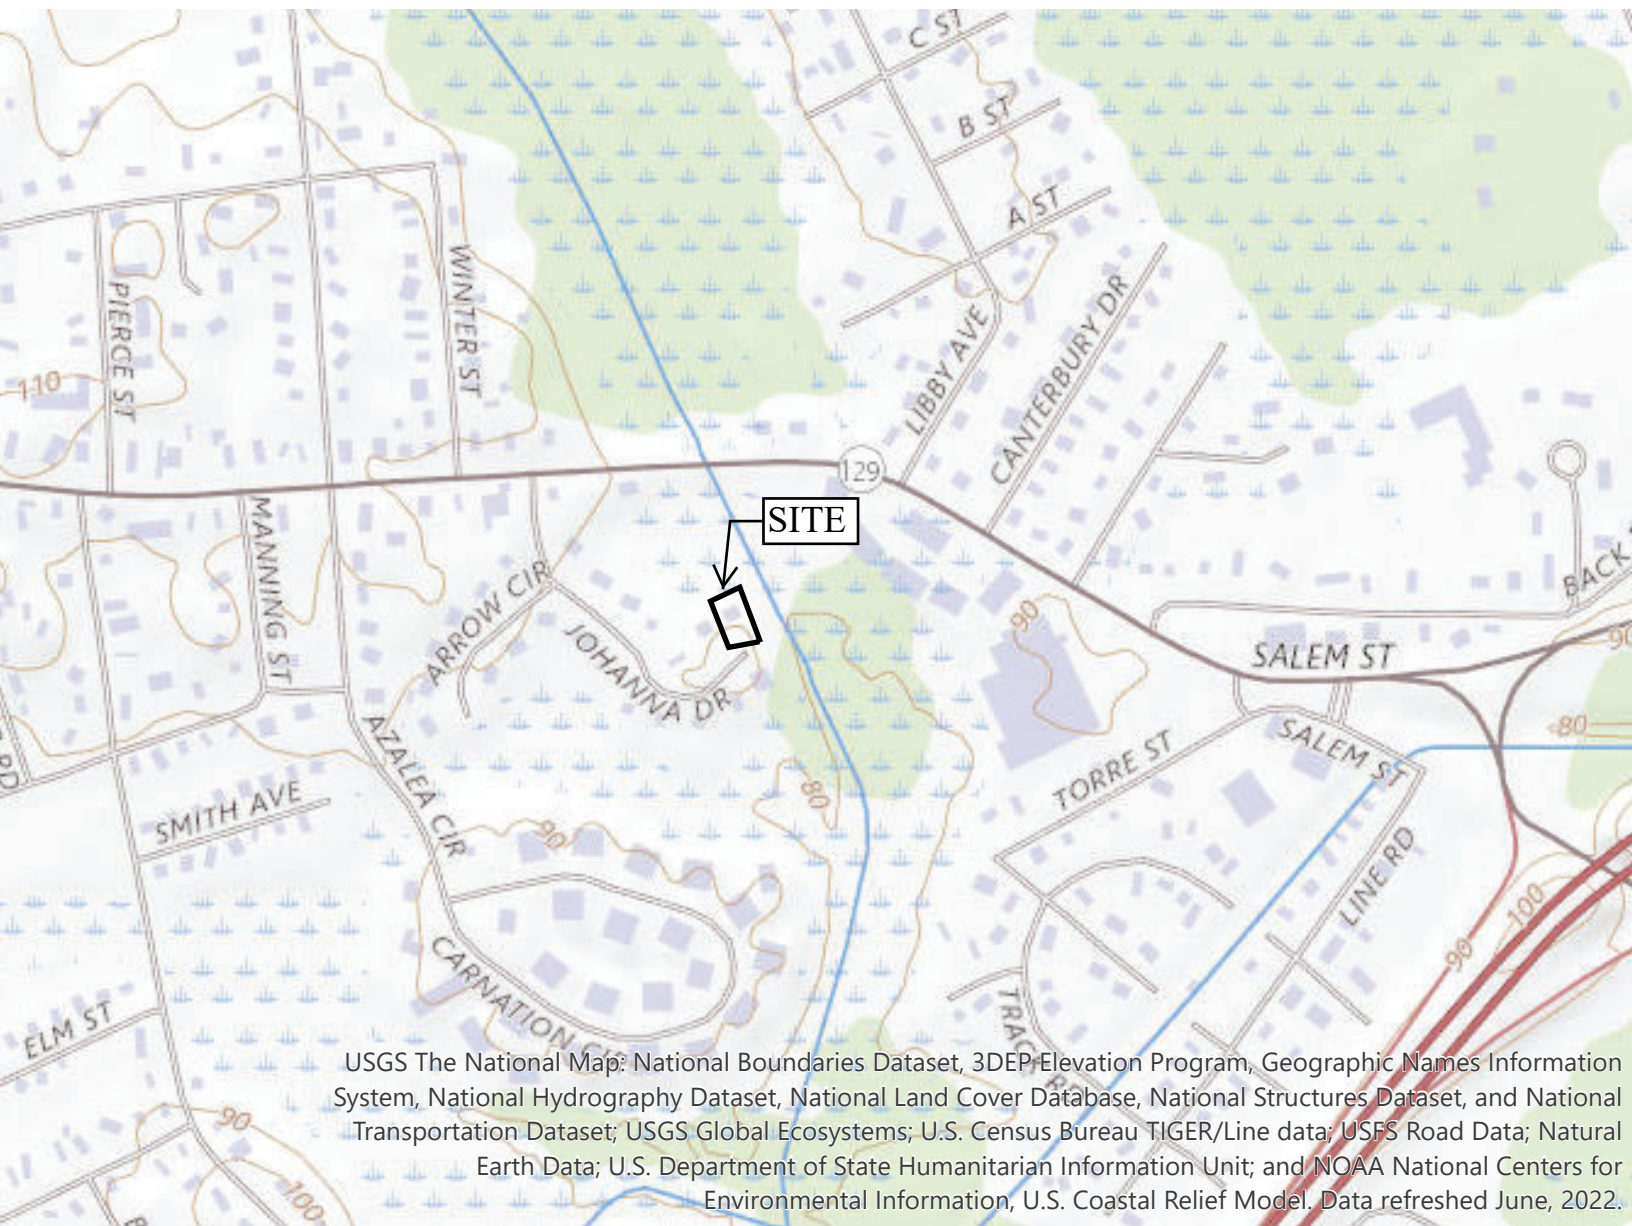 C ST
B ST
A ST
WINTER ST
PIERCE ST
110
LIBBY AVE
CANTERBURY DR
129
SITE
MANNING ST
ARROW CIR
JOHANNA DR
90
BACK
SALEM ST
90
80
AZALEA CIR
SALEM ST
TORRE ST
RD
SMITH AVE
80
90
LINE RD
100
90
CARNATION CIR
TRACK RD
ELM ST
USGS The National Map: National Boundaries Dataset, 3DEP Elevation Program, Geographic Names Information
System, National Hydrography Dataset, National Land Cover Database, National Structures Dataset, and National
Transportation Dataset; USGS Global Ecosystems; U.S. Census Bureau TIGER/Line data; USFS Road Data; Natural
Earth Data; U.S. Department of State Humanitarian Information Unit; and NOAA National Centers for
Environmental Information, U.S. Coastal Relief Model. Data refreshed June, 2022.
90
100